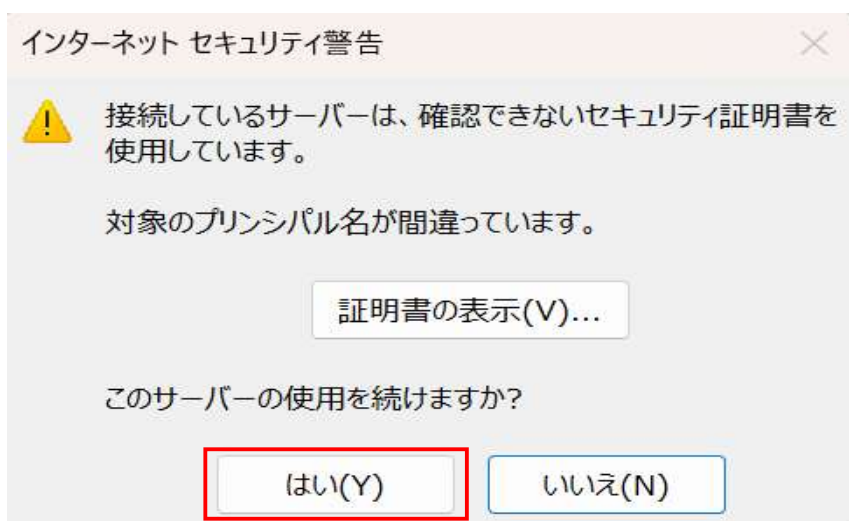 インターネット セキュリティ警告
接続しているサーバーは、確認できないセキュリティ証明書を
使用しています。
対象のプリンシパル名が間違っています。
証明書の表示(V)...
このサーバーの使用を続けますか?
はい(Y)
いいえ(N)